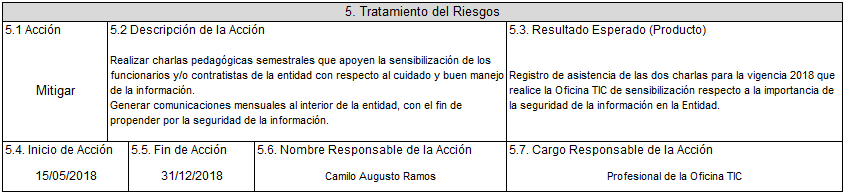 5. Tratamiento del Riesgos
5.1 Acción
5.2 Descripción de la Acción
5.3. Resultado Esperado (Producto)
Mitigar
Realizar charlas pedagógicas semestrales que apoyen la sensibilización de los
funcionarios y/o contratistas de la entidad con respecto al cuidado y buen manejo
de la información.
Generar comunicaciones mensuales al interior de la entidad, con el fin de
propender por la seguridad de la información.
Registro de asistencia de las dos charlas para la vigencia 2018 que
realice la Oficina TIC de sensibilización respecto a la importancia de
la seguridad de la información en la Entidad.
5.4. Inicio de Acción
5.5. Fin de Acción
5.6. Nombre Responsable de la Acción
5.7. Cargo Responsable de la Acción
15/05/2018
31/12/2018
Camilo Augusto Ramos
Profesional de la Oficina TIC